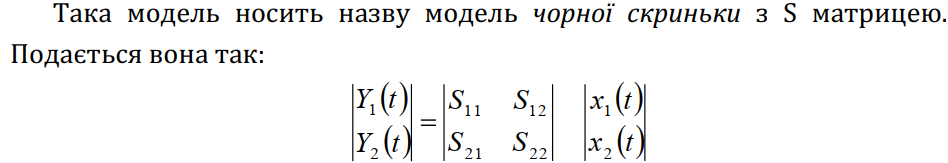 Така модель носить назву модель чорної скриньки з S матрицею.
Подається вона так:
|Y₁(t)| = |S₁₁ S₁₂| |x₁(t)|
|Y₂(t)| |S₂₁ S₂₂| |x₂(t)|